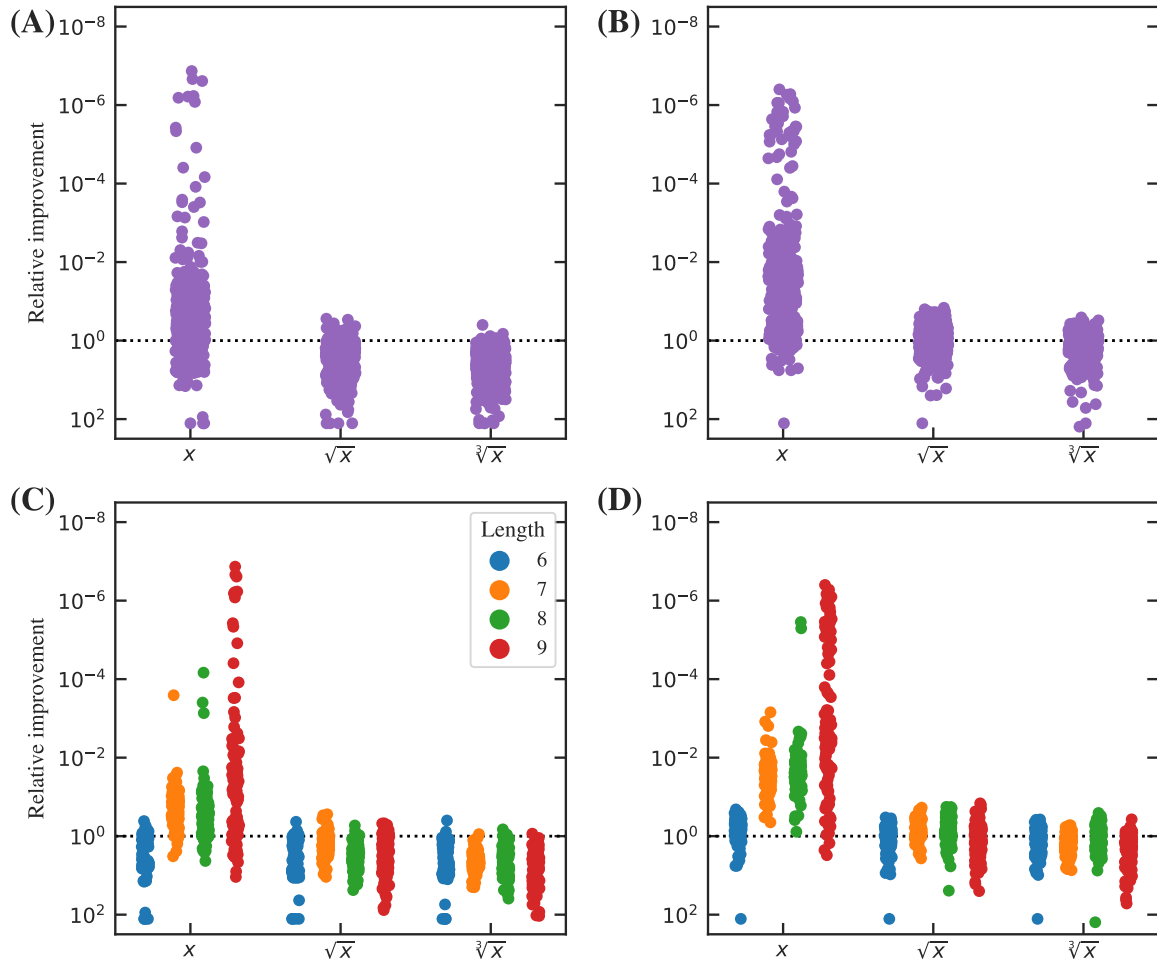 (A)
Relative improvement
10⁻⁸
10⁻⁶
10⁻⁴
10⁻²
10⁰
10²
x
√x
∛x
(B)
10⁻⁸
10⁻⁶
10⁻⁴
10⁻²
10⁰
10²
x
√x
∛x
(C)
Relative improvement
10⁻⁸
10⁻⁶
10⁻⁴
10⁻²
10⁰
10²
x
√x
∛x
Length
6
7
8
9
(D)
10⁻⁸
10⁻⁶
10⁻⁴
10⁻²
10⁰
10²
x
√x
∛x